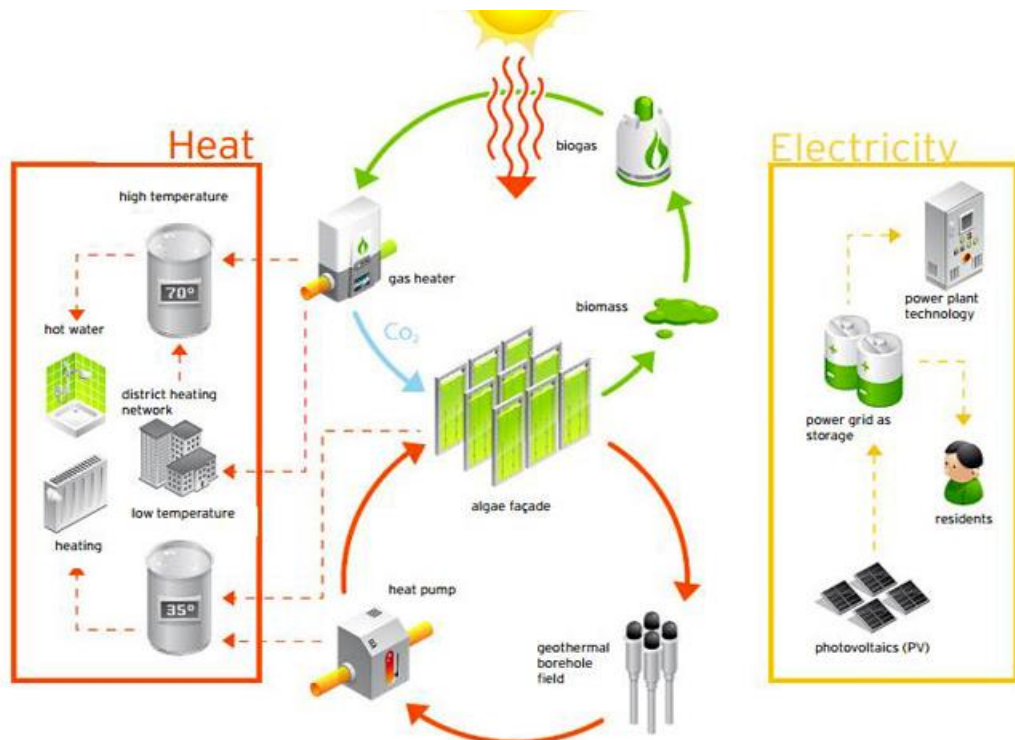 Heat
high temperature
70°
hot water
district heating
network
low temperature
heating
35°
biogas
gas heater
Co₂
biomass
algae façade
heat pump
geothermal
borehole
field
Electricity
power plant
technology
power grid as
storage
residents
photovoltaics (PV)